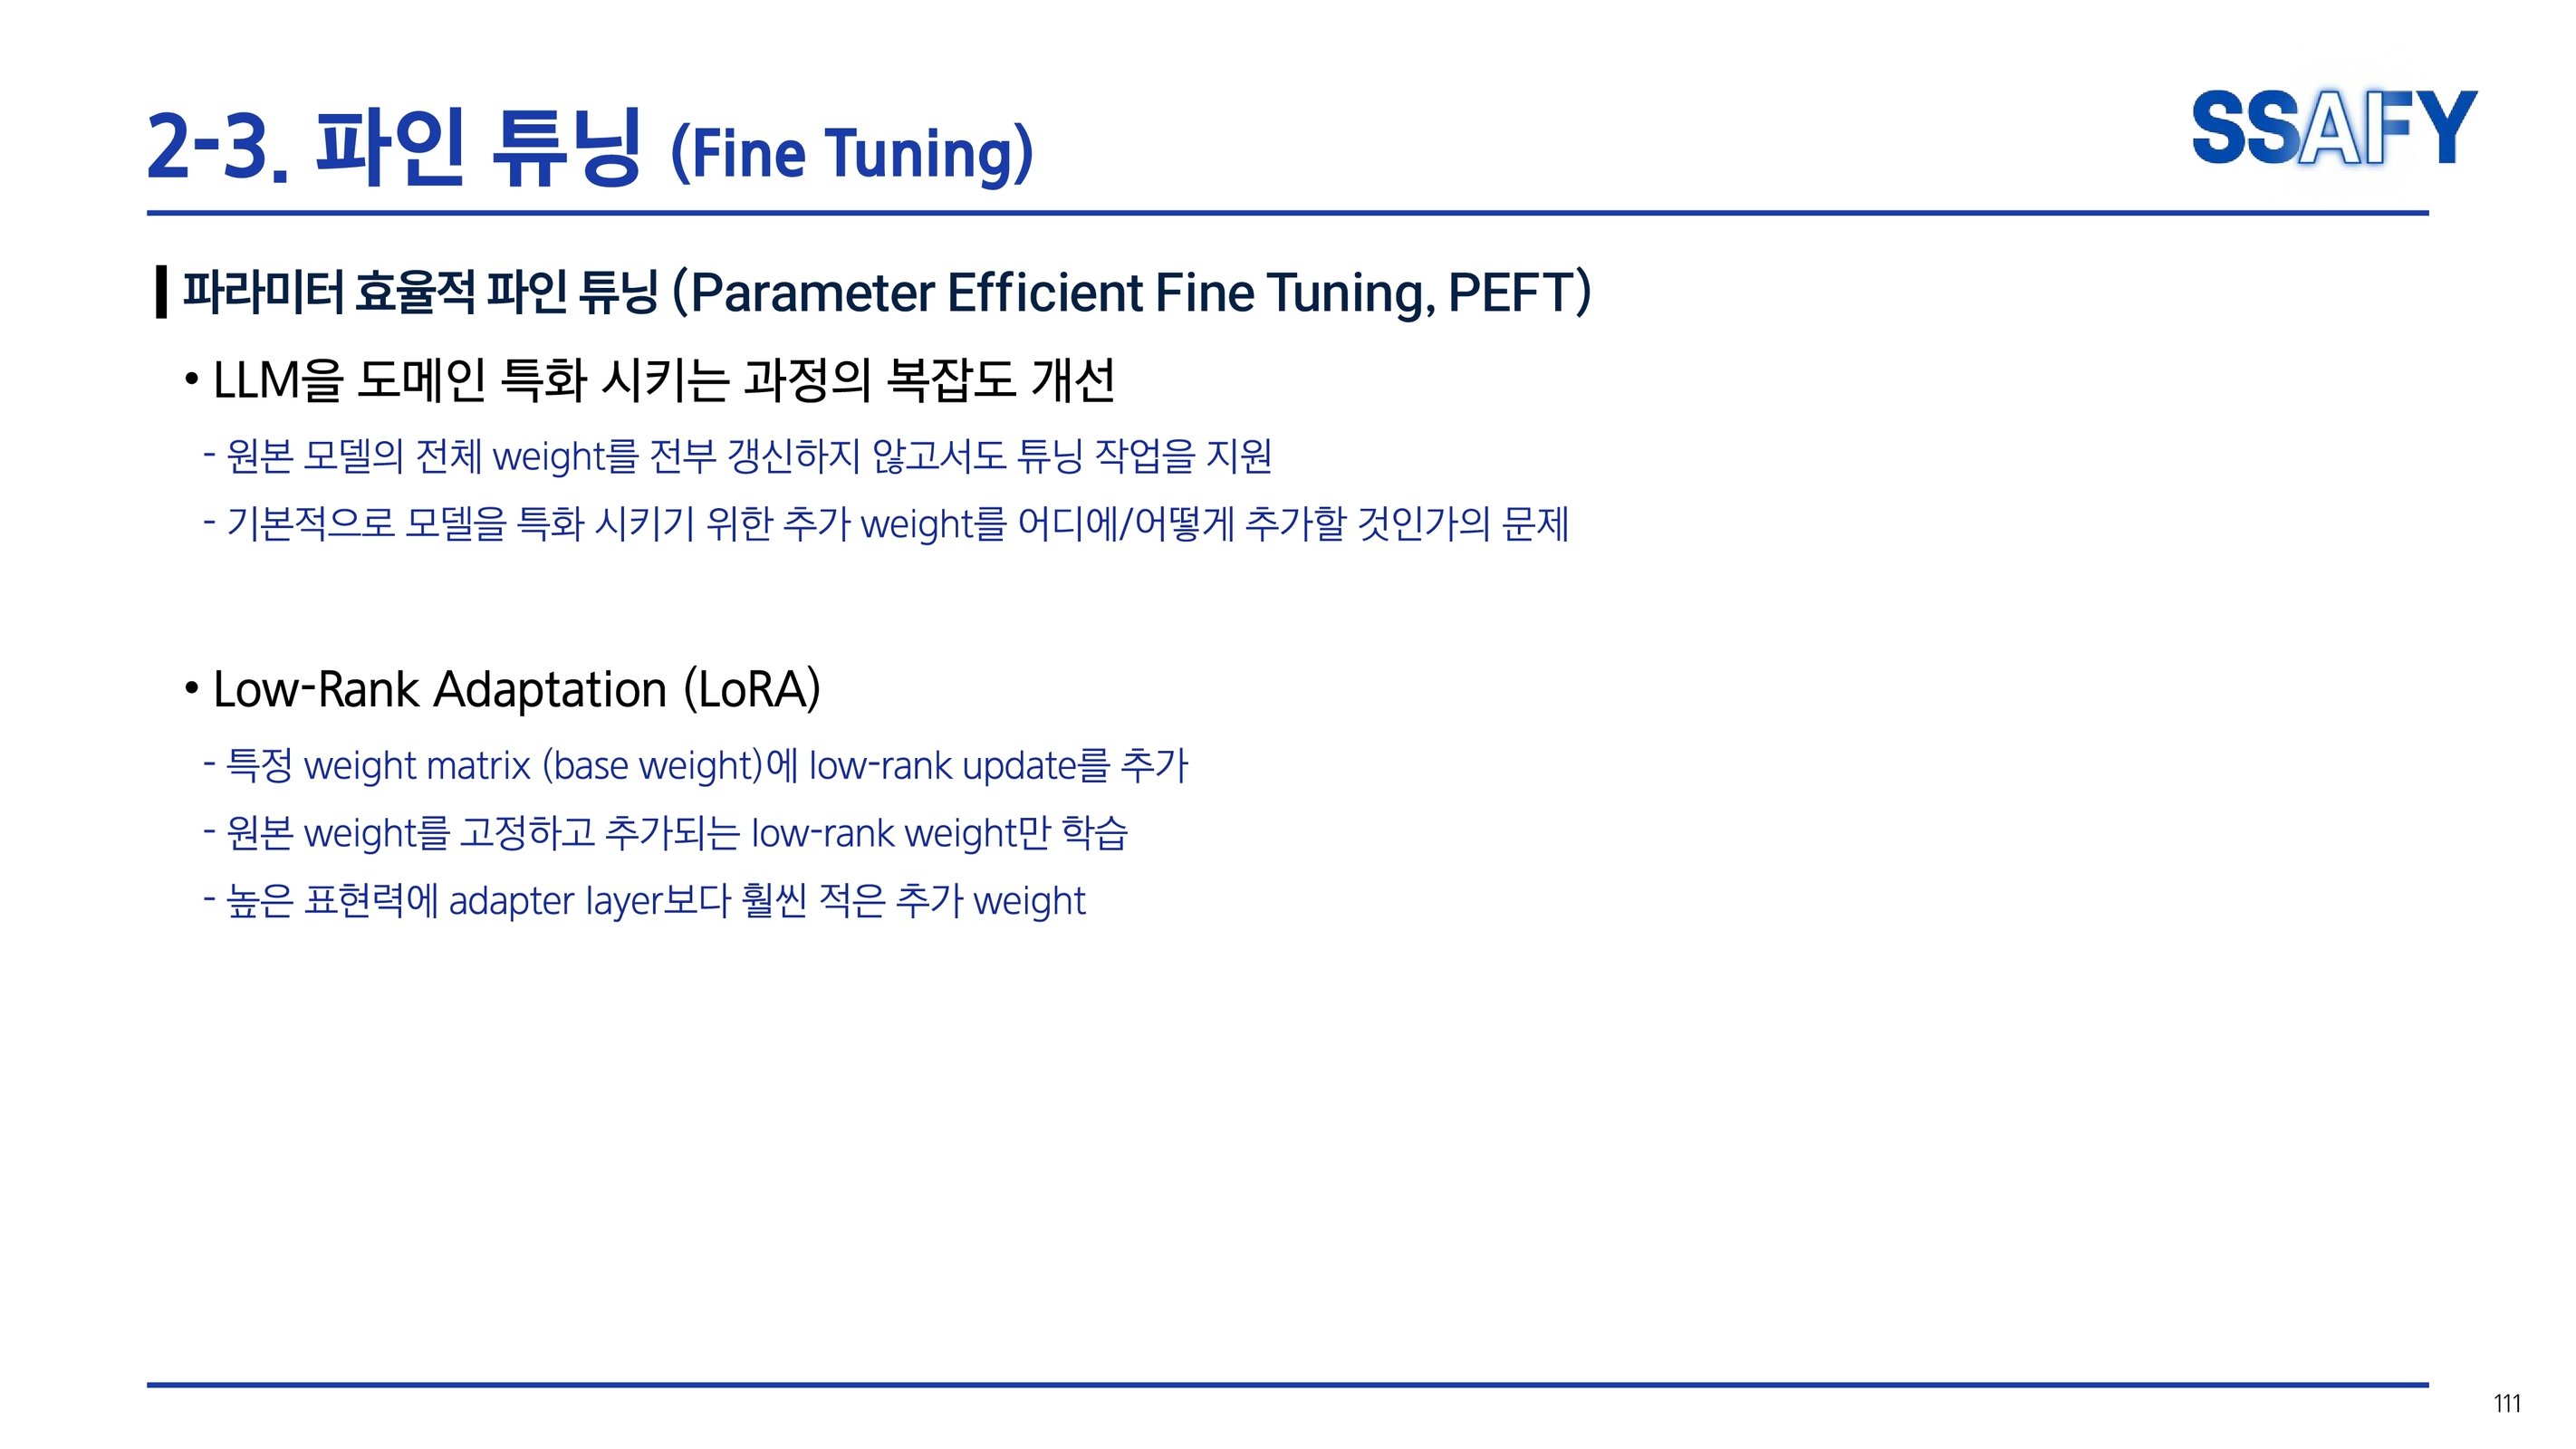 2-3. 파인 튜닝 (Fine Tuning)
SSAFY
파라미터 효율적 파인 튜닝 (Parameter Efficient Fine Tuning, PEFT)
• LLM을 도메인 특화 시키는 과정의 복잡도 개선
- 원본 모델의 전체 weight를 전부 갱신하지 않고서도 튜닝 작업을 지원
- 기본적으로 모델을 특화 시키기 위한 추가 weight를 어디에/어떻게 추가할 것인가의 문제
• Low-Rank Adaptation (LoRA)
- 특정 weight matrix (base weight)에 low-rank update를 추가
- 원본 weight를 고정하고 추가되는 low-rank weight만 학습
- 높은 표현력에 adapter layer보다 훨씬 적은 추가 weight
111